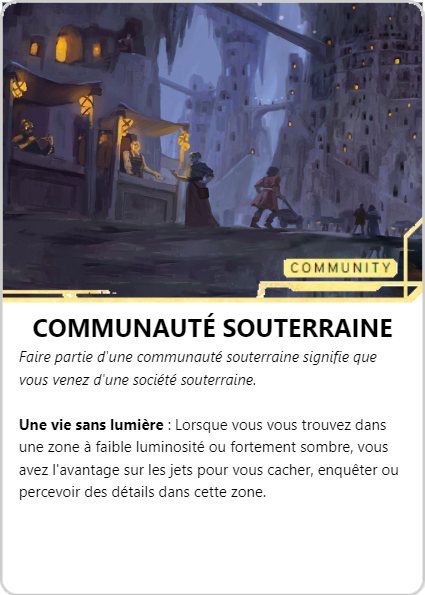 COMMUNITY
COMMUNAUTÉ SOUTERRAINE
Faire partie d'une communauté souterraine signifie que
vous venez d'une société souterraine.
Une vie sans lumière : Lorsque vous vous trouvez dans
une zone à faible luminosité ou fortement sombre, vous
avez l'avantage sur les jets pour vous cacher, enquêter ou
percevoir des détails dans cette zone.